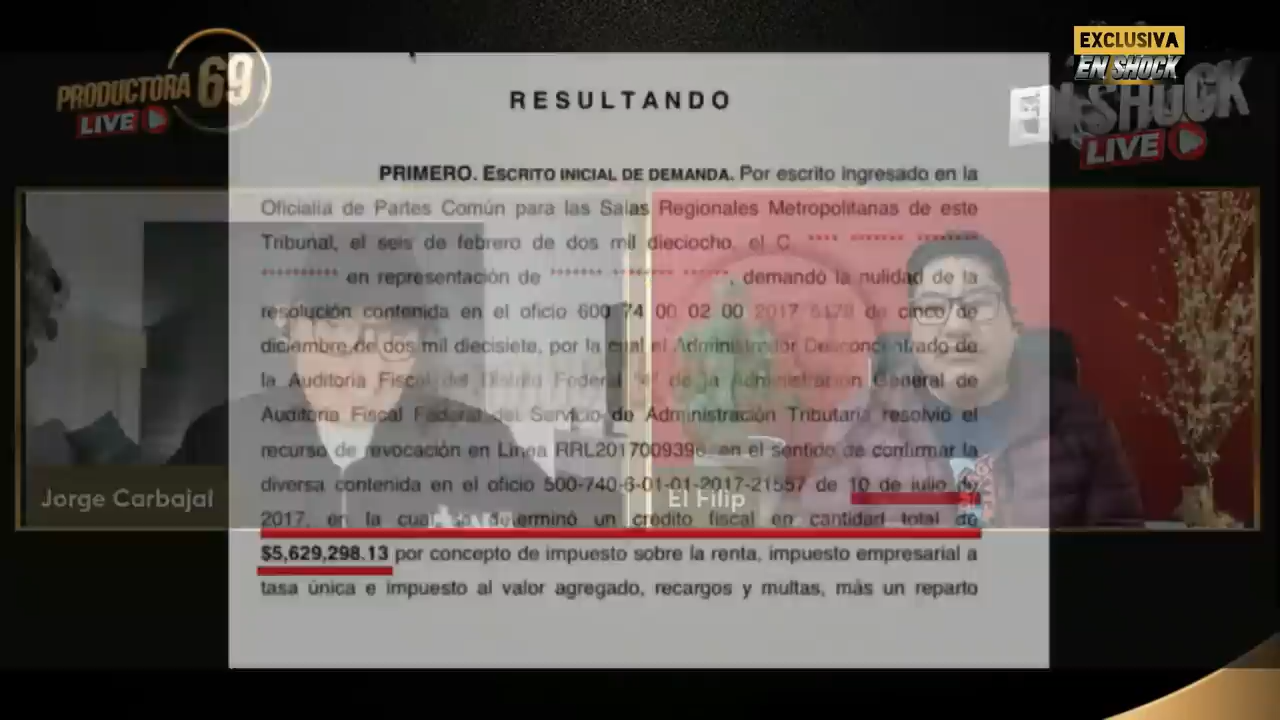 PRODUCTORA 69
LIVE
EXCLUSIVA
EN SHOCK
EN SHOCK
LIVE
RESULTANDO
PRIMERO. ESCRITO INICIAL DE DEMANDA. Por escrito ingresado en la
Oficialía de Partes Común para las Salas Regionales Metropolitanas de este
Tribunal, el seis de febrero de dos mil dieciocho, el C. **** ******* ********
********** en representación de ******* ******** ******, demandó la nulidad de la
resolución contenida en el oficio 600 74 00 02 00 2017 de cinco de
diciembre de dos mil diecisiete, por la cual el Administrador Desconcentrado de
la Auditoría Fiscal del Distrito Federal "4" de la Administración General de
Auditoría Fiscal Federal del Servicio de Administración Tributaria resolvió el
recurso de revocación en Línea en el sentido de confirmar la
diversa contenida en el oficio 500-740-6-01-01-2017-21557 de 10 de julio de
2017, en la cual se determinó un crédito fiscal en cantidad total de
$5,629,298.13 por concepto de impuesto sobre la renta, impuesto empresarial a
tasa única e impuesto al valor agregado, recargos y multas, más un reparto
Jorge Carbajal
El Filip